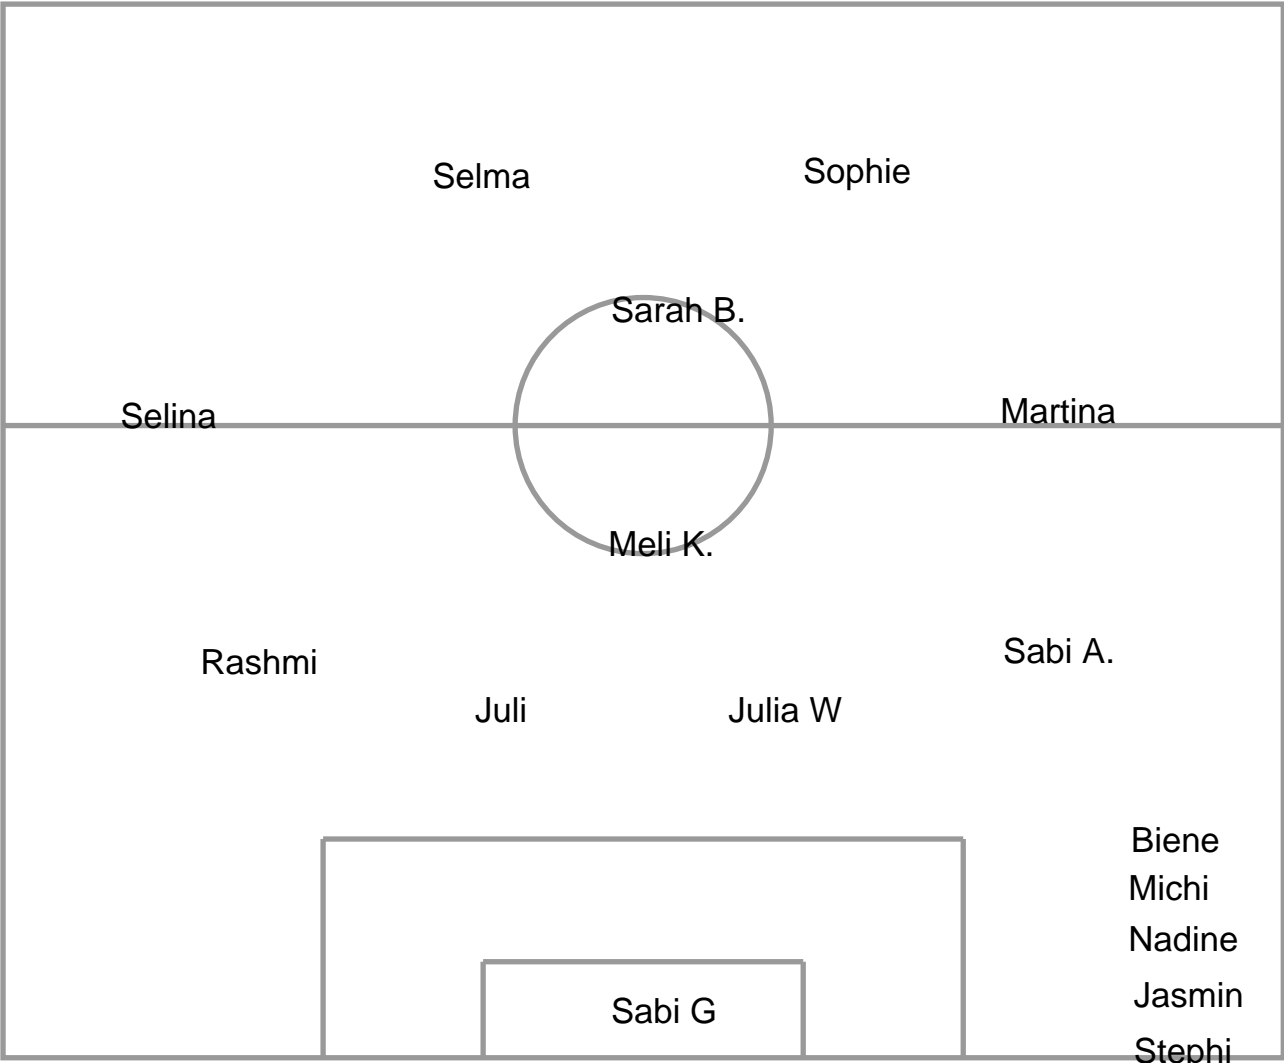 Selma
Sophie
Sarah B.
Selina
Martina
Meli K.
Rashmi
Sabi A.
Juli
Julia W
Biene
Michi
Nadine
Jasmin
Sabi G
Stephi